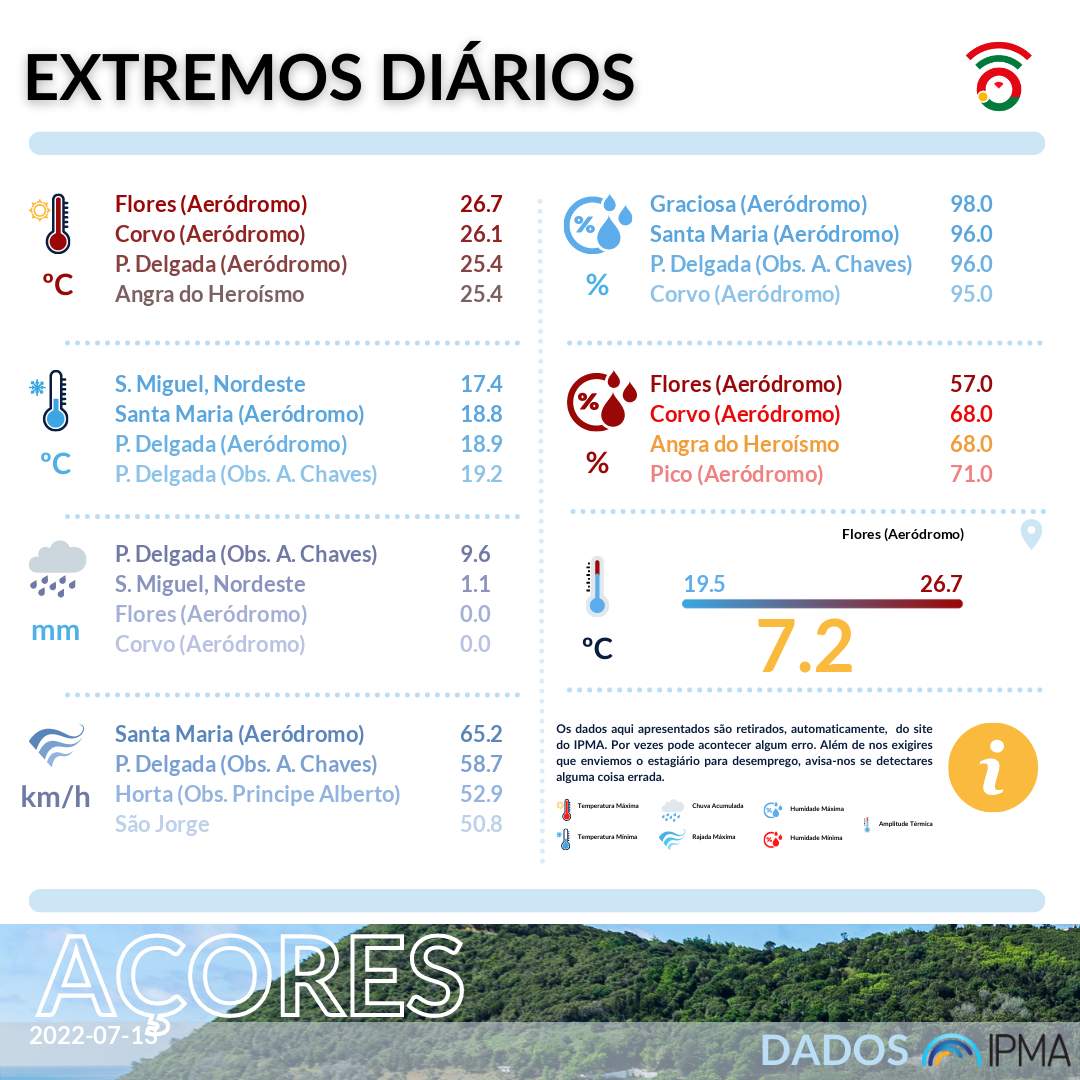 EXTREMOS DIÁRIOS
Flores (Aeródromo) 26.7
Corvo (Aeródromo) 26.1
P. Delgada (Aeródromo) 25.4
Angra do Heroísmo 25.4
ºC
S. Miguel, Nordeste 17.4
Santa Maria (Aeródromo) 18.8
P. Delgada (Aeródromo) 18.9
P. Delgada (Obs. A. Chaves) 19.2
ºC
P. Delgada (Obs. A. Chaves) 9.6
S. Miguel, Nordeste 1.1
Flores (Aeródromo) 0.0
Corvo (Aeródromo) 0.0
mm
Santa Maria (Aeródromo) 65.2
P. Delgada (Obs. A. Chaves) 58.7
Horta (Obs. Principe Alberto) 52.9
São Jorge 50.8
km/h
%
Graciosa (Aeródromo) 98.0
Santa Maria (Aeródromo) 96.0
P. Delgada (Obs. A. Chaves) 96.0
Corvo (Aeródromo) 95.0
%
%
Flores (Aeródromo) 57.0
Corvo (Aeródromo) 68.0
Angra do Heroísmo 68.0
Pico (Aeródromo) 71.0
%
Flores (Aeródromo)
19.5 26.7
7.2
ºC
Os dados aqui apresentados são retirados, automaticamente, do site
do IPMA. Por vezes pode acontecer algum erro. Além de nos exigires
que enviemos o estagiário para desemprego, avisa-nos se detectares
alguma coisa errada.
i
Temperatura Máxima
Chuva Acumulada
Humidade Máxima
Amplitude Térmica
Temperatura Mínima
Rajada Máxima
Humidade Mínima
AÇORES
2022-07-15
DADOS IPMA